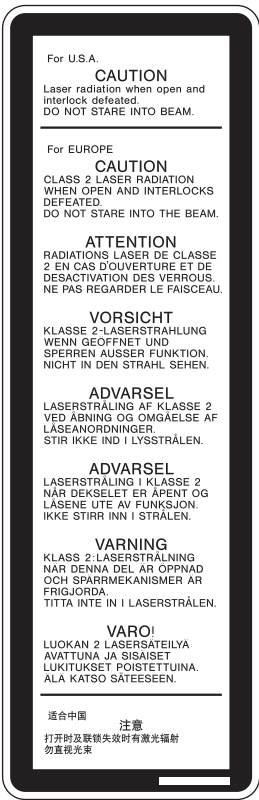 For U.S.A.
CAUTION
Laser radiation when open and
interlock defeated.
DO NOT STARE INTO BEAM.
For EUROPE
CAUTION
CLASS 2 LASER RADIATION
WHEN OPEN AND INTERLOCKS
DEFEATED.
DO NOT STARE INTO THE BEAM.
ATTENTION
RADIATIONS LASER DE CLASSE
2 EN CAS D'OUVERTURE ET DE
DESACTIVATION DES VERROUS.
NE PAS REGARDER LE FAISCEAU.
VORSICHT
KLASSE 2-LASERSTRAHLUNG
WENN GEÖFFNET UND
SPERREN AUSSER FUNKTION.
NICHT IN DEN STRAHL SEHEN.
ADVARSEL
LASERSTRÅLING AF KLASSE 2
VED ÅBNING OG OMGÅELSE AF
LÅSEANORDNINGER.
STIR IKKE IND I LYSSTRÅLEN.
ADVARSEL
LASERSTRÅLING I KLASSE 2
NÅR DEKSELET ER ÅPENT OG
LÅSENE UTE AV FUNKSJON.
IKKE STIRR INN I STRÅLEN.
VARNING
KLASS 2:LASERSTRÅLNING
NÄR DENNA DEL ÄR ÖPPNAD
OCH SPÄRRMEKANISMER ÄR
FRIGJORDA.
TITTA INTE IN I LASERSTRÅLEN.
VARO!
LUOKAN 2 LASERSÄTEILYÄ
AVATTUNA JA SISÄISET
LUKITUKSET POISTETTUINA.
ÄLÄ KATSO SÄTEESEEN.
适合中国
注意
打开时及联锁失效时有激光辐射
勿直视光束